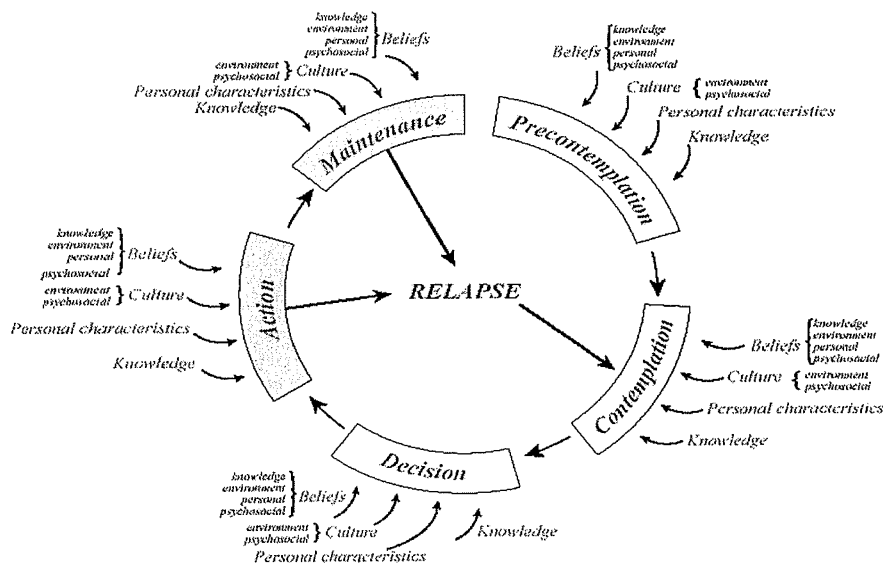 knowledge
environment
personal
psychosocial
Beliefs
environment
psychosocial
Culture
Personal characteristics
Knowledge
Maintenance
Beliefs
knowledge
environment
personal
psychosocial
Culture
environment
psychosocial
Personal characteristics
Knowledge
Precontemplation
knowledge
environment
personal
psychosocial
Beliefs
environment
psychosocial
Culture
Personal characteristics
Knowledge
Action
RELAPSE
Contemplation
Beliefs
knowledge
environment
personal
psychosocial
Culture
environment
psychosocial
Personal characteristics
Knowledge
Decision
knowledge
environment
personal
psychosocial
Beliefs
environment
psychosocial
Culture
Personal characteristics
Knowledge